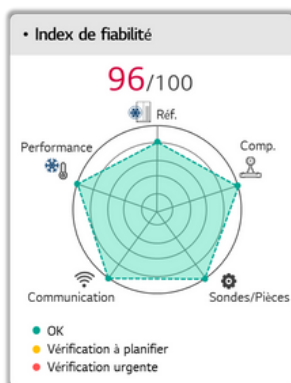 • Index de fiabilité
96/100
Réf.
Performance
Comp.
Communication
Sondes/Pièces
OK
Vérification à planifier
Vérification urgente